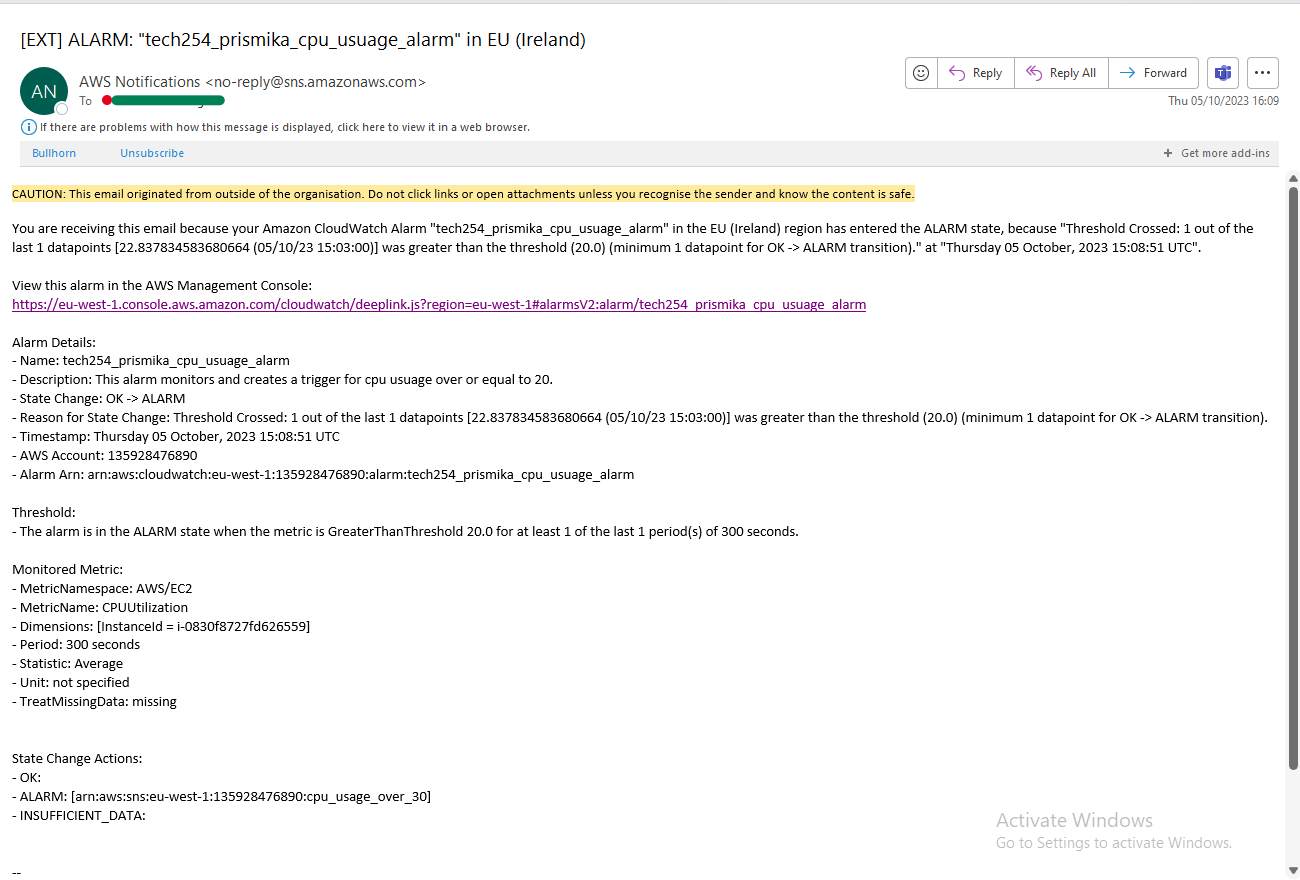 [EXT] ALARM: "tech254_prismika_cpu_usuage_alarm" in EU (Ireland)
AN
AWS Notifications <no-reply@sns.amazonaws.com>
To
Reply
Reply All
Forward
Thu 05/10/2023 16:09
If there are problems with how this message is displayed, click here to view it in a web browser.
Bullhorn Unsubscribe + Get more add-ins
CAUTION: This email originated from outside of the organisation. Do not click links or open attachments unless you recognise the sender and know the content is safe.
You are receiving this email because your Amazon CloudWatch Alarm "tech254_prismika_cpu_usuage_alarm" in the EU (Ireland) region has entered the ALARM state, because "Threshold Crossed: 1 out of the
last 1 datapoints [22.837834583680664 (05/10/23 15:03:00)] was greater than the threshold (20.0) (minimum 1 datapoint for OK -> ALARM transition)." at "Thursday 05 October, 2023 15:08:51 UTC".
View this alarm in the AWS Management Console:
https://eu-west-1.console.aws.amazon.com/cloudwatch/deeplink.js?region=eu-west-1#alarmsV2:alarm/tech254_prismika_cpu_usuage_alarm
Alarm Details:
- Name: tech254_prismika_cpu_usuage_alarm
- Description: This alarm monitors and creates a trigger for cpu usuage over or equal to 20.
- State Change: OK -> ALARM
- Reason for State Change: Threshold Crossed: 1 out of the last 1 datapoints [22.837834583680664 (05/10/23 15:03:00)] was greater than the threshold (20.0) (minimum 1 datapoint for OK -> ALARM transition).
- Timestamp: Thursday 05 October, 2023 15:08:51 UTC
- AWS Account: 135928476890
- Alarm Arn: arn:aws:cloudwatch:eu-west-1:135928476890:alarm:tech254_prismika_cpu_usuage_alarm
Threshold:
- The alarm is in the ALARM state when the metric is GreaterThanThreshold 20.0 for at least 1 of the last 1 period(s) of 300 seconds.
Monitored Metric:
- MetricNamespace: AWS/EC2
- MetricName: CPUUtilization
- Dimensions: [InstanceId = i-0830f8727fd626559]
- Period: 300 seconds
- Statistic: Average
- Unit: not specified
- TreatMissingData: missing
State Change Actions:
- OK:
- ALARM: [arn:aws:sns:eu-west-1:135928476890:cpu_usage_over_30]
- INSUFFICIENT_DATA:
Activate Windows
Go to Settings to activate Windows.
--